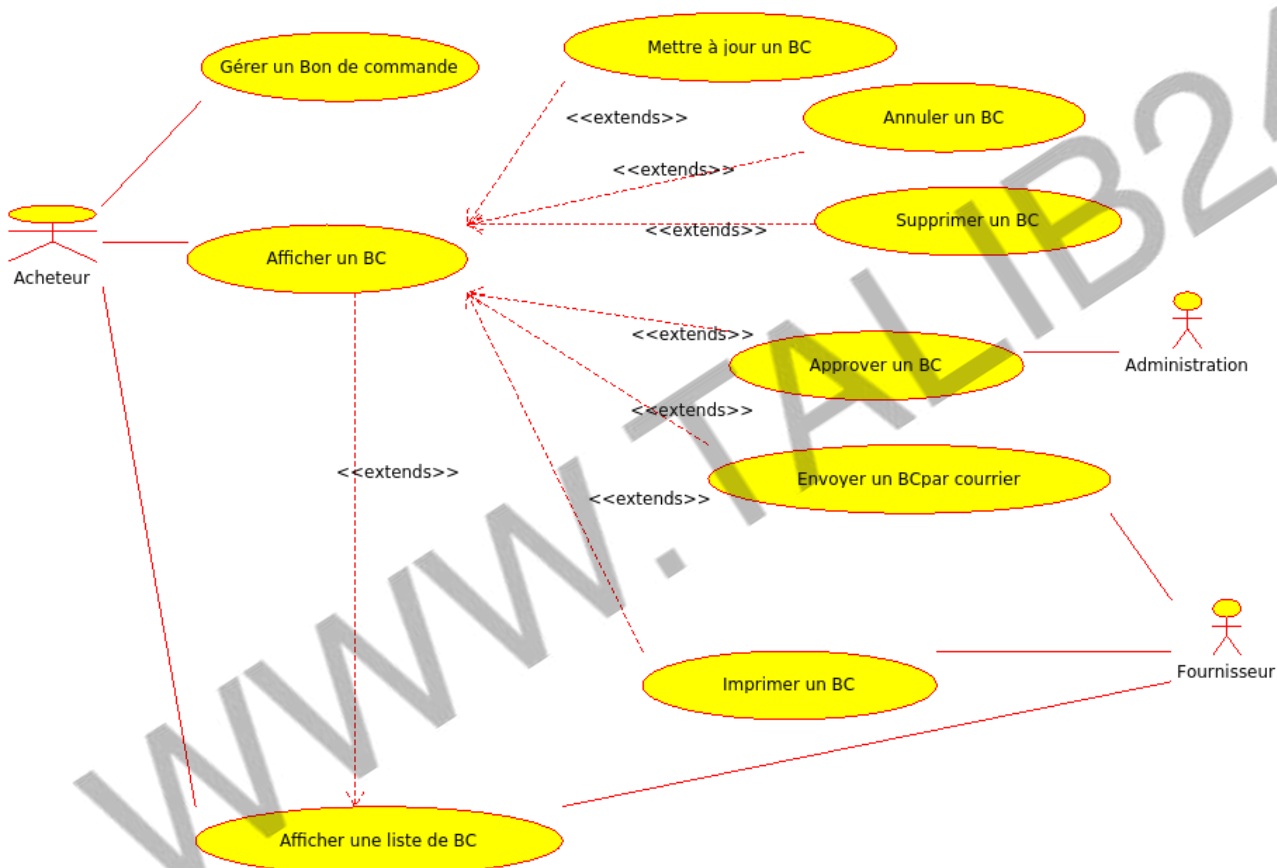 Mettre à jour un BC
Gérer un Bon de commande
<<extends>>
Annuler un BC
<<extends>>
Supprimer un BC
<<extends>>
Acheteur
Afficher un BC
<<extends>>
Approver un BC
Administration
<<extends>>
<<extends>>
Envoyer un BCpar courrier
<<extends>>
Fournisseur
Imprimer un BC
Afficher une liste de BC
WWW.TALIB24